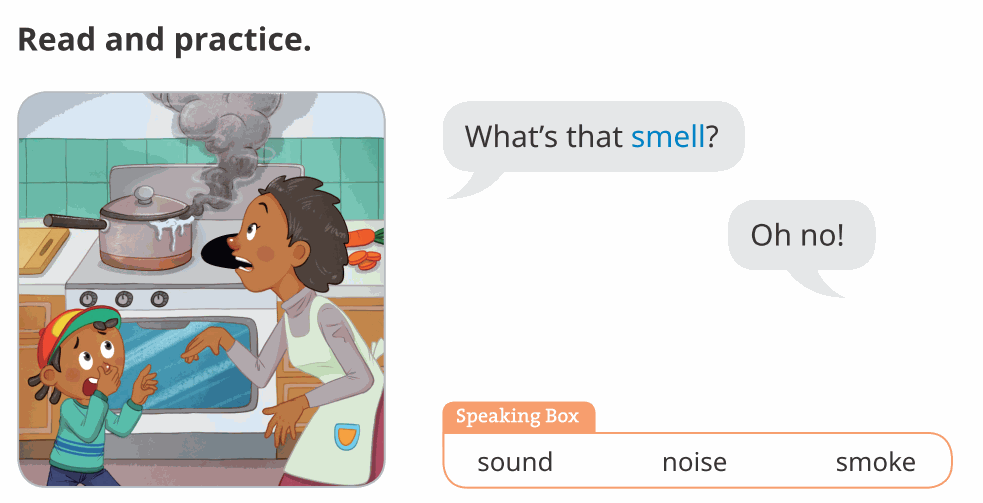 Read and practice.
What's that smell?
Oh no!
Speaking Box
sound noise smoke